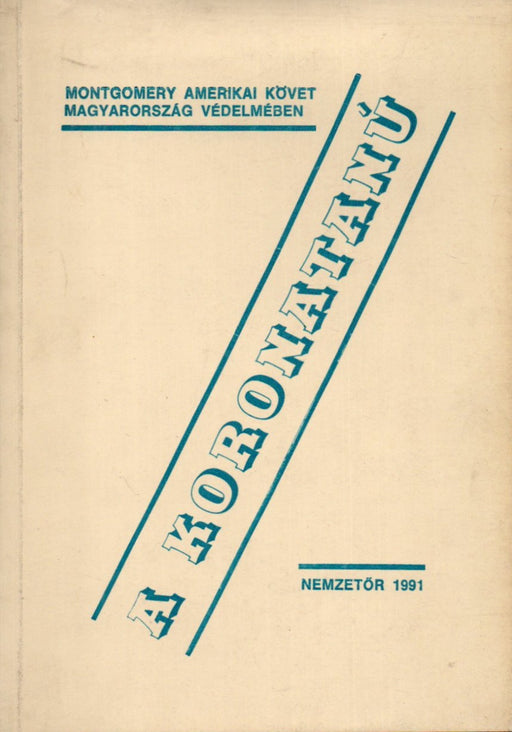 MONTGOMERY AMERIKAI KÖVET
MAGYARORSZÁG VÉDELMÉBEN
A KORONATANÚ
NEMZETŐR 1991